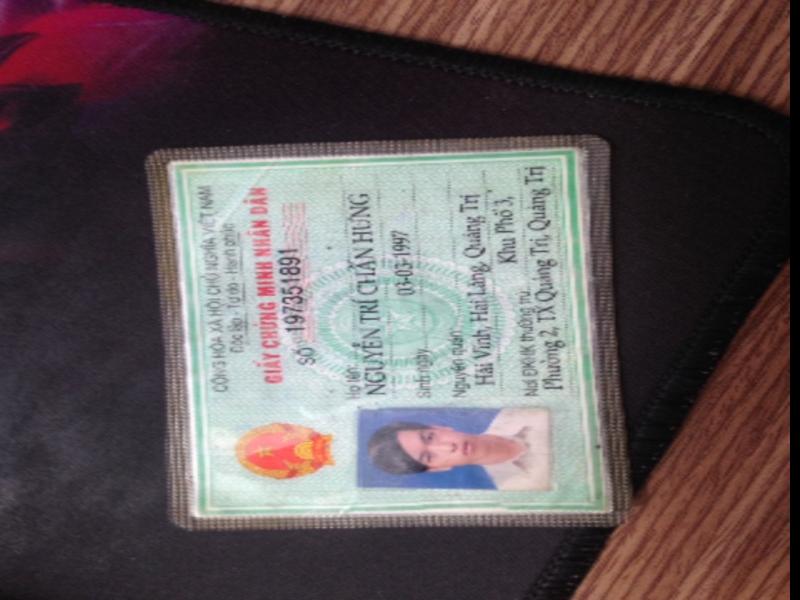 CỘNG HÒA XÃ HỘI CHỦ NGHĨA VIỆT NAM
Độc lập - Tự do - Hạnh phúc
GIẤY CHỨNG MINH NHÂN DÂN
SỐ 197351891
Họ tên:
NGUYỄN TRÍ CHẤN HƯNG
Sinh ngày 03-03-1997
Nguyên quán:
Hải Vĩnh, Hải Lăng, Quảng Trị
Nơi ĐKHK thường trú: Khu Phố 3,
Phường 2, TX Quảng Trị, Quảng Trị